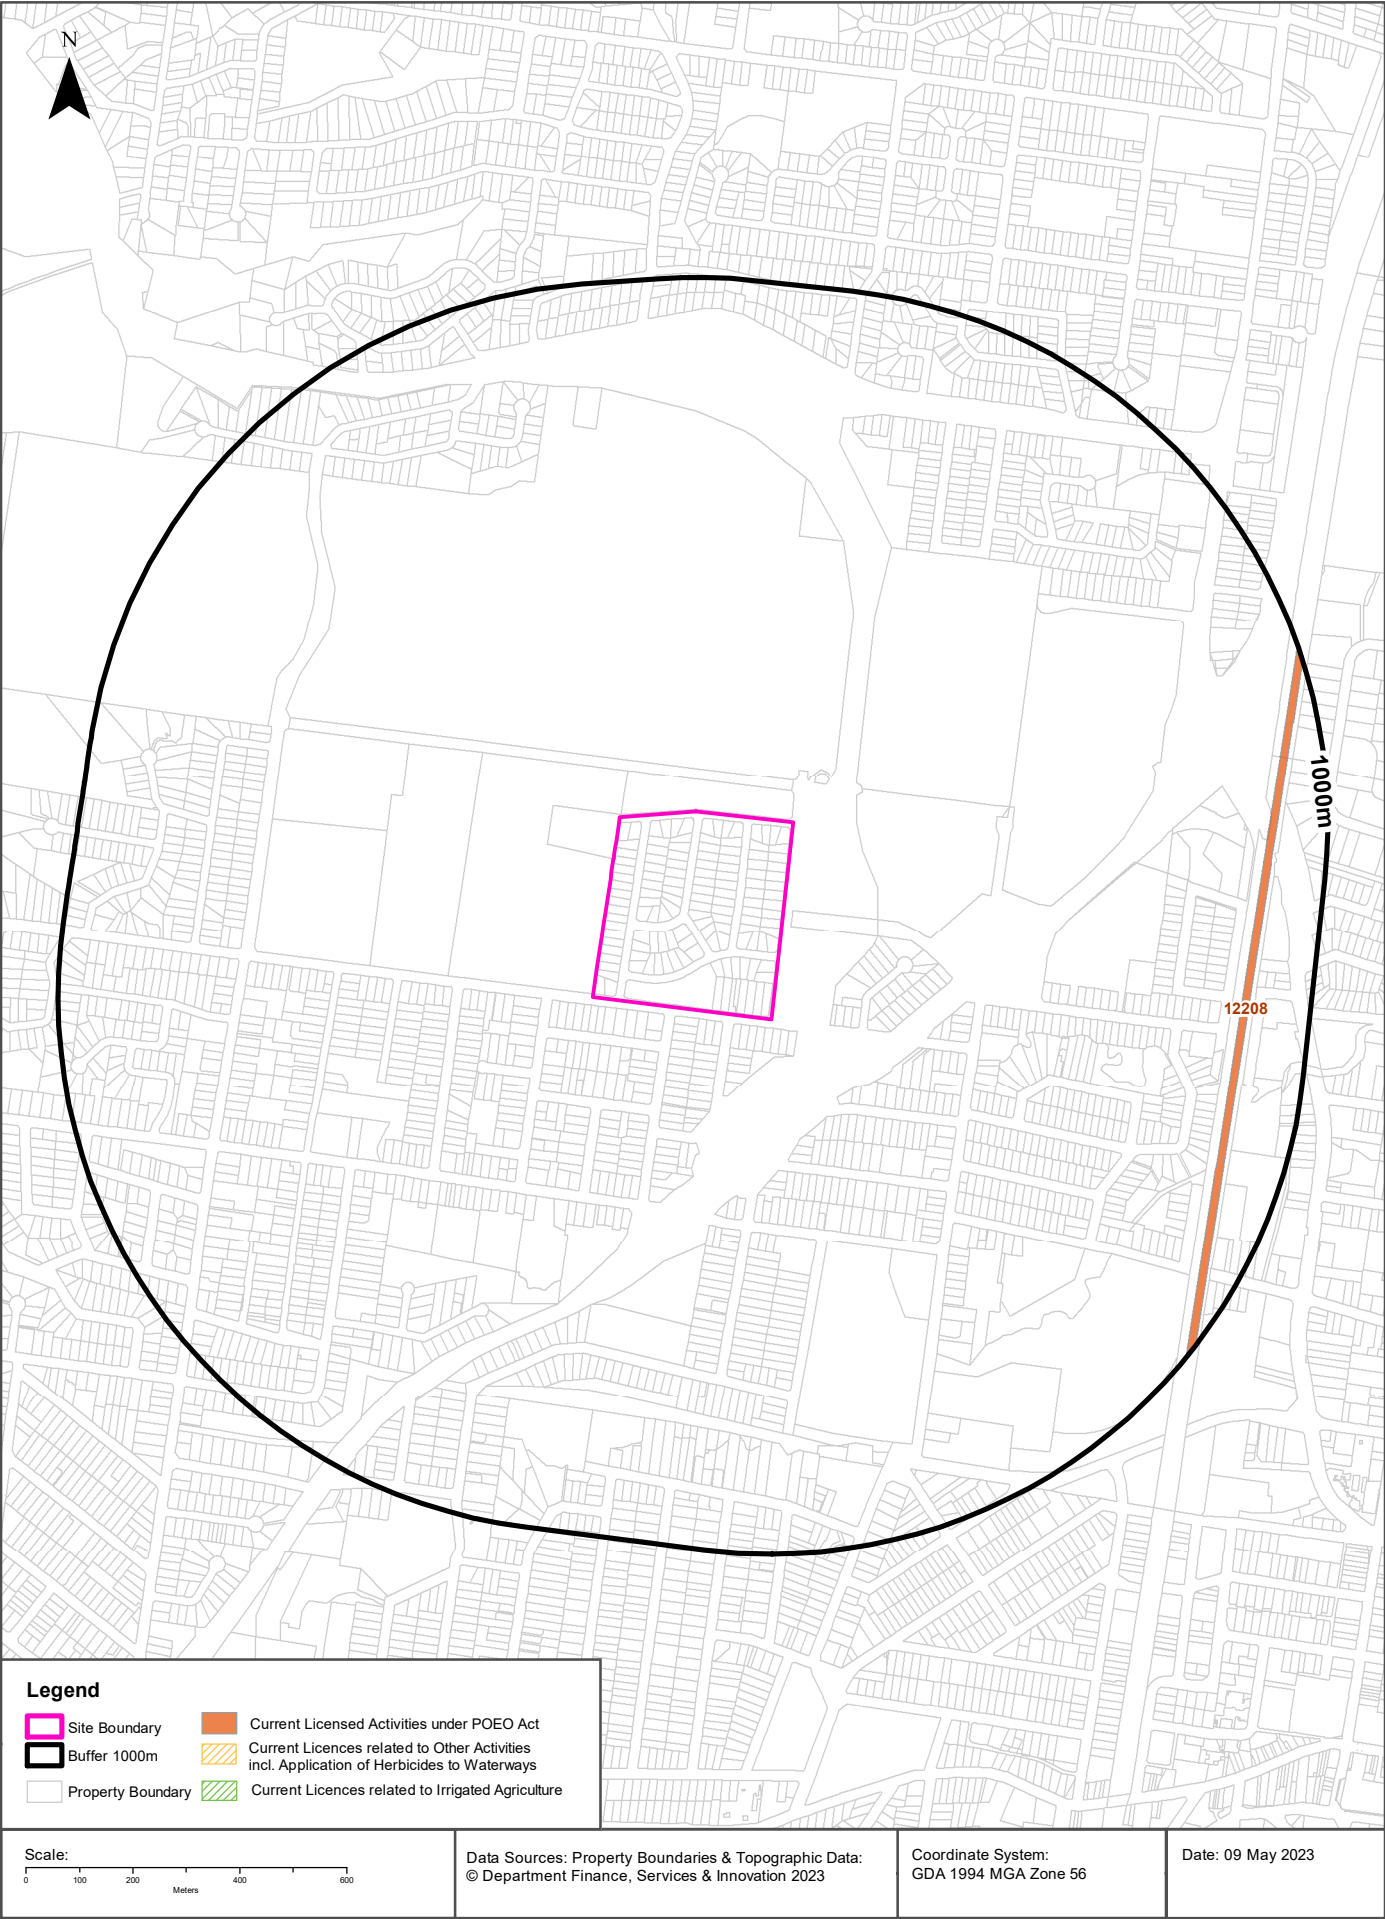 N
1000m
12208
Legend
Site Boundary
Buffer 1000m
Property Boundary
Current Licensed Activities under POEO Act
Current Licences related to Other Activities
incl. Application of Herbicides to Waterways
Current Licences related to Irrigated Agriculture
Scale:
0 100 200 400 600
Meters
Data Sources: Property Boundaries & Topographic Data:
© Department Finance, Services & Innovation 2023
Coordinate System:
GDA 1994 MGA Zone 56
Date: 09 May 2023